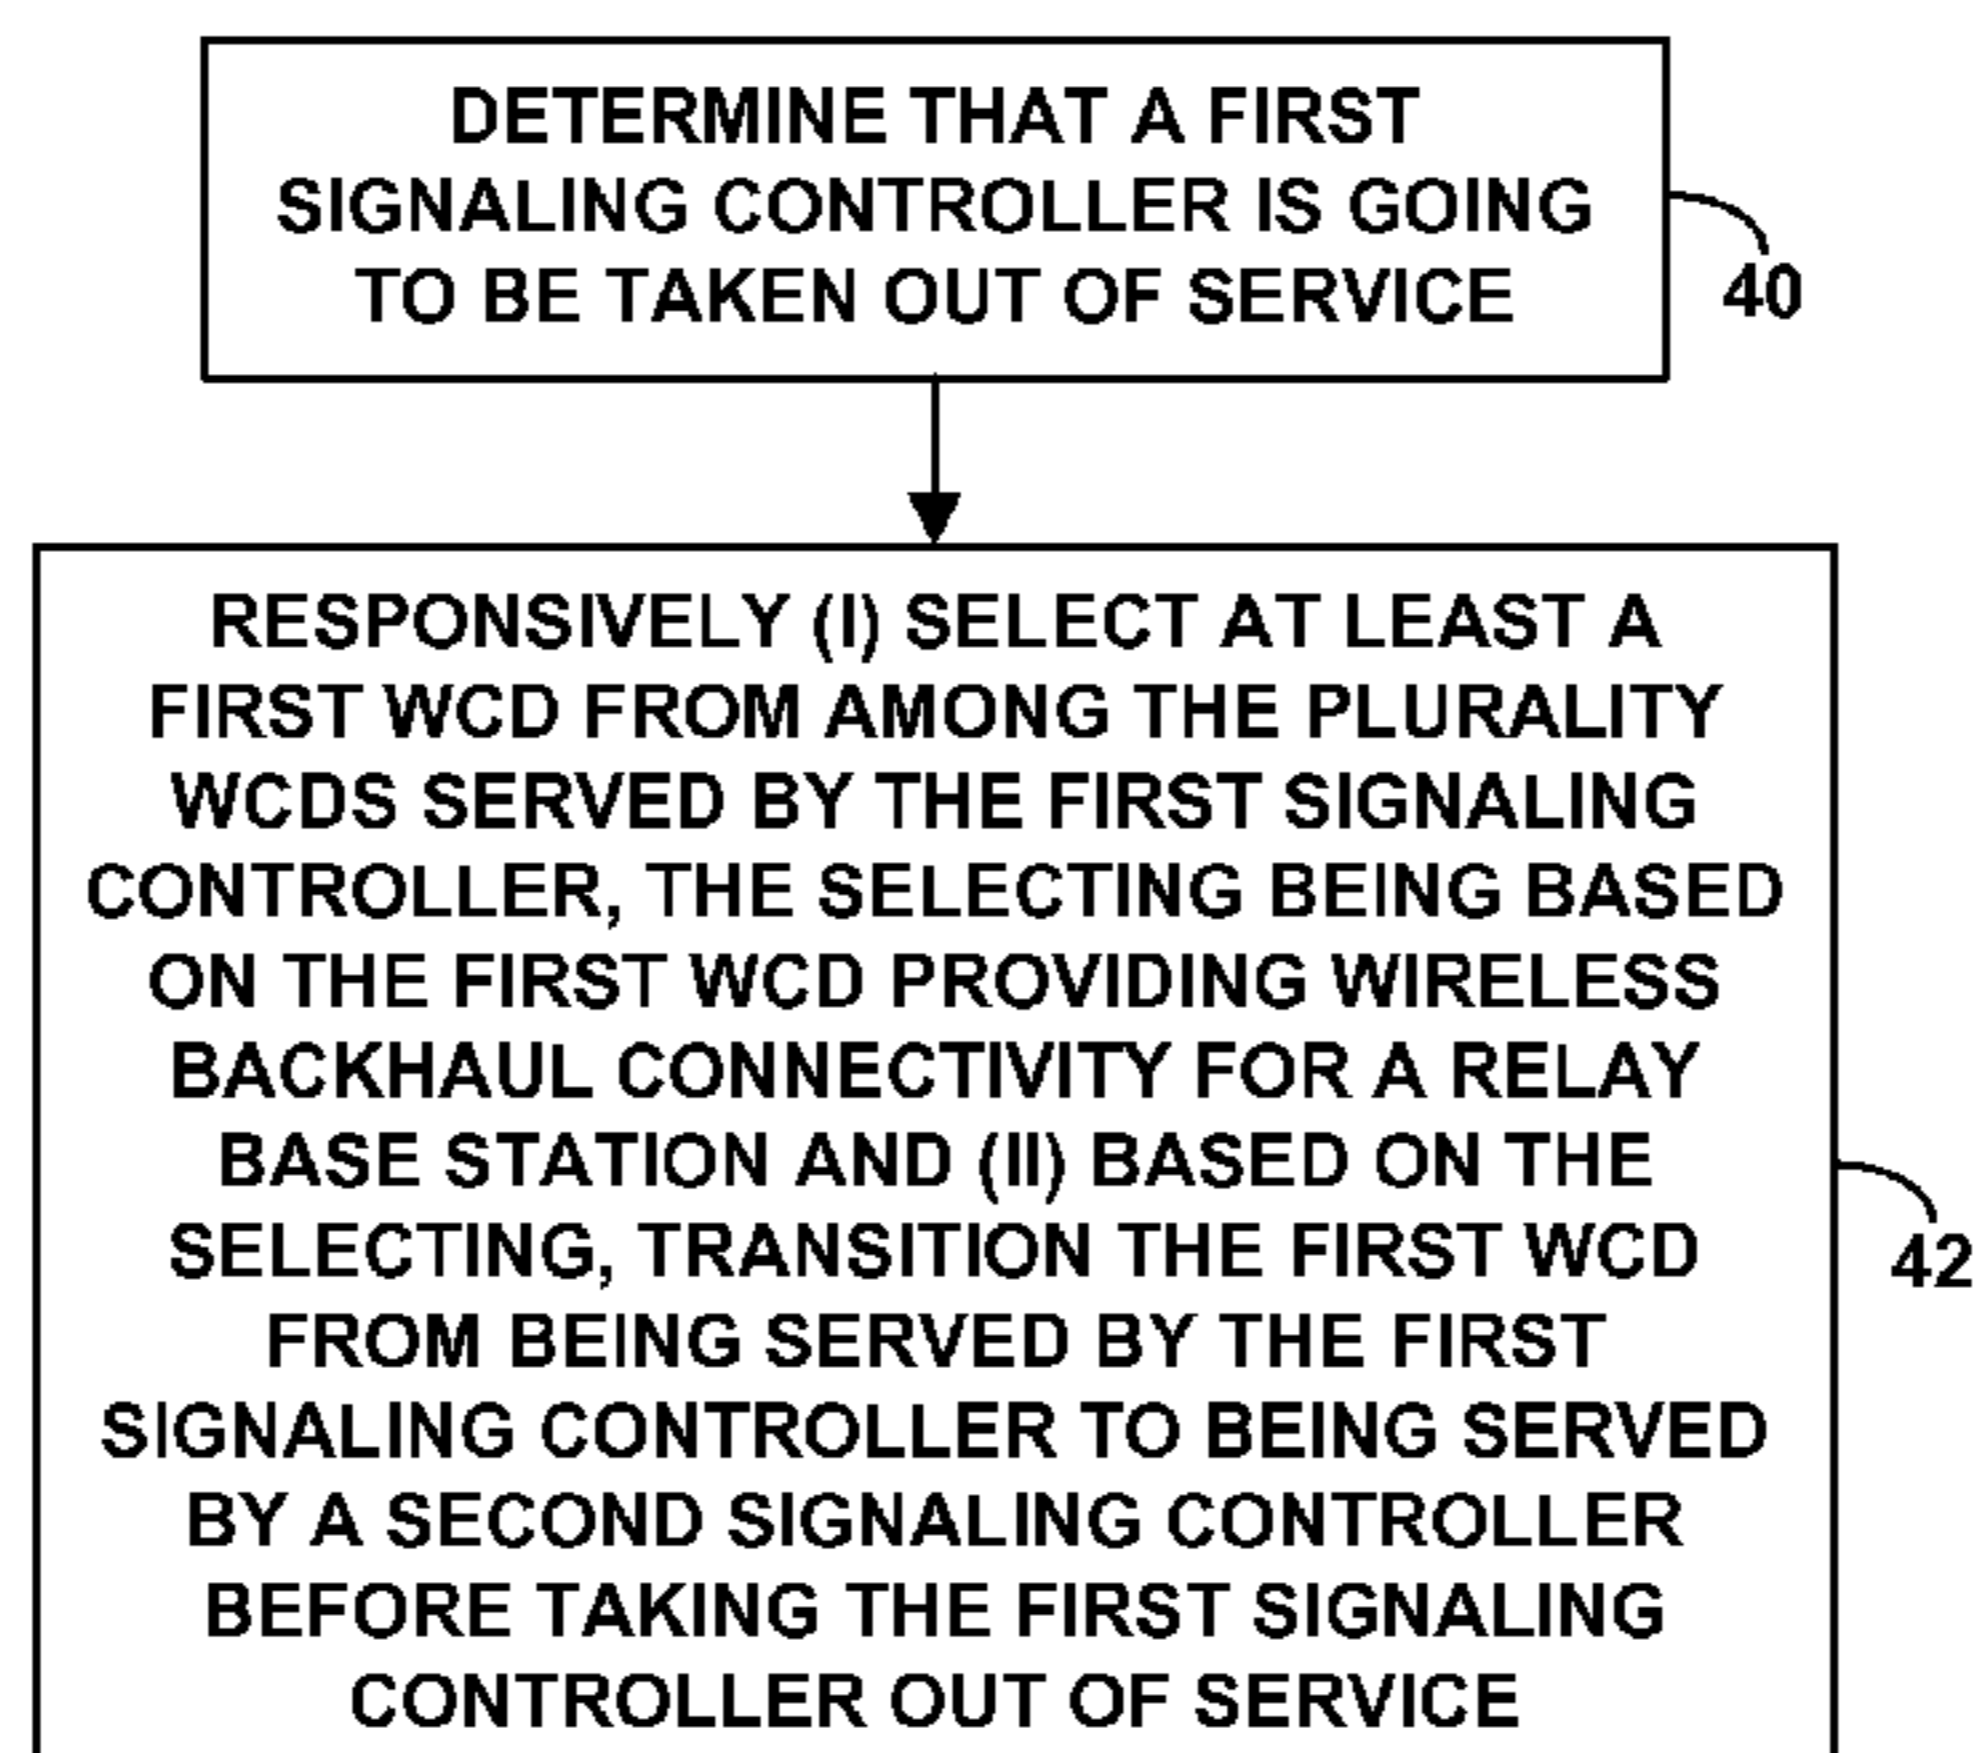 DETERMINE THAT A FIRST
SIGNALING CONTROLLER IS GOING
TO BE TAKEN OUT OF SERVICE
40
RESPONSIVELY (I) SELECT AT LEAST A
FIRST WCD FROM AMONG THE PLURALITY
WCDS SERVED BY THE FIRST SIGNALING
CONTROLLER, THE SELECTING BEING BASED
ON THE FIRST WCD PROVIDING WIRELESS
BACKHAUL CONNECTIVITY FOR A RELAY
BASE STATION AND (II) BASED ON THE
SELECTING, TRANSITION THE FIRST WCD
FROM BEING SERVED BY THE FIRST
SIGNALING CONTROLLER TO BEING SERVED
BY A SECOND SIGNALING CONTROLLER
BEFORE TAKING THE FIRST SIGNALING
CONTROLLER OUT OF SERVICE
42